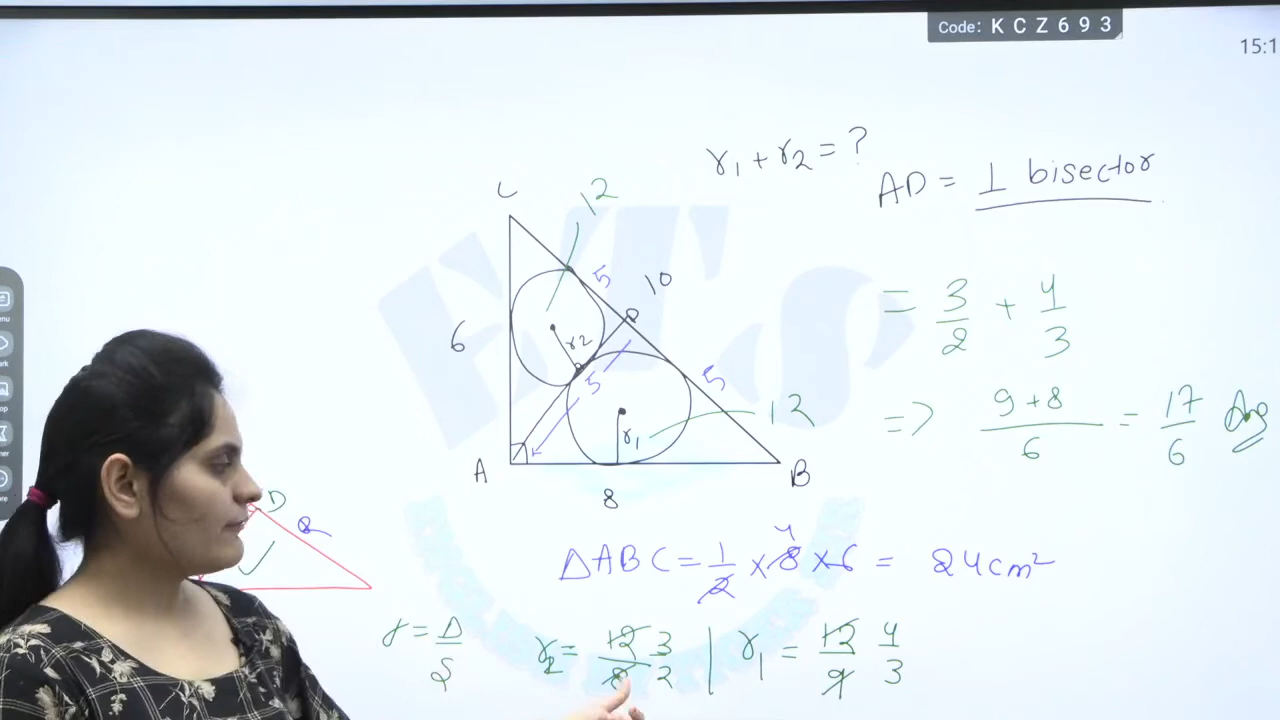 Code: K C Z 6 9 3
15:1
r₁ + r₂ = ?
AD = ⊥ bisector
C
12
5
10
6
r₂
5
5
12
r₁
A
B
8
= 3/2 + 4/3
=> (9+8)/6 = 17/6 Ans
D
ΔABC = 1/2 × 8 4 × 6 = 24cm²
r = Δ/S
r₂ = 12/8 3/2 | r₁ = 12/9 4/3